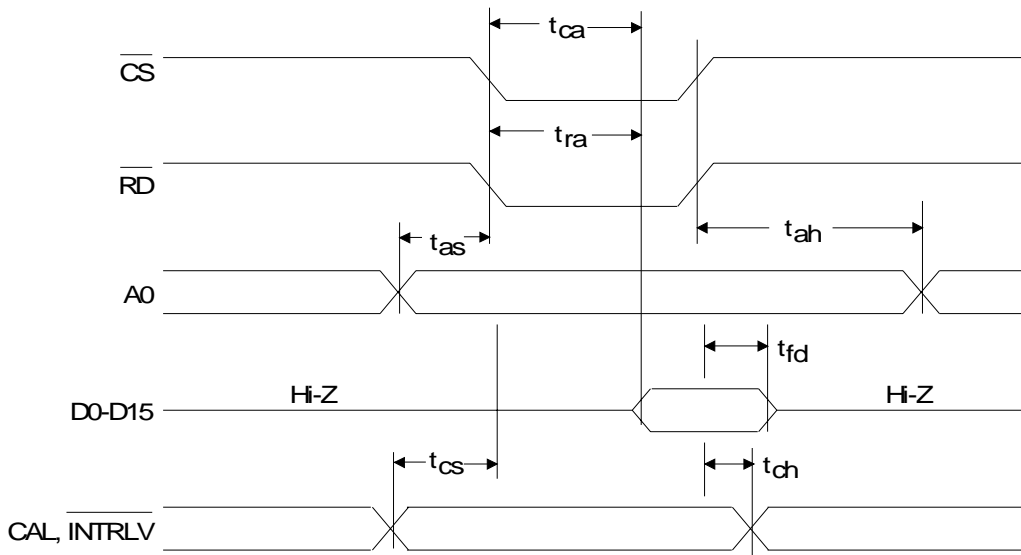 tca
CS
tra
RD
tas
tah
A0
tfd
Hi-Z
Hi-Z
D0-D15
tcs
tch
CAL, INTRLV